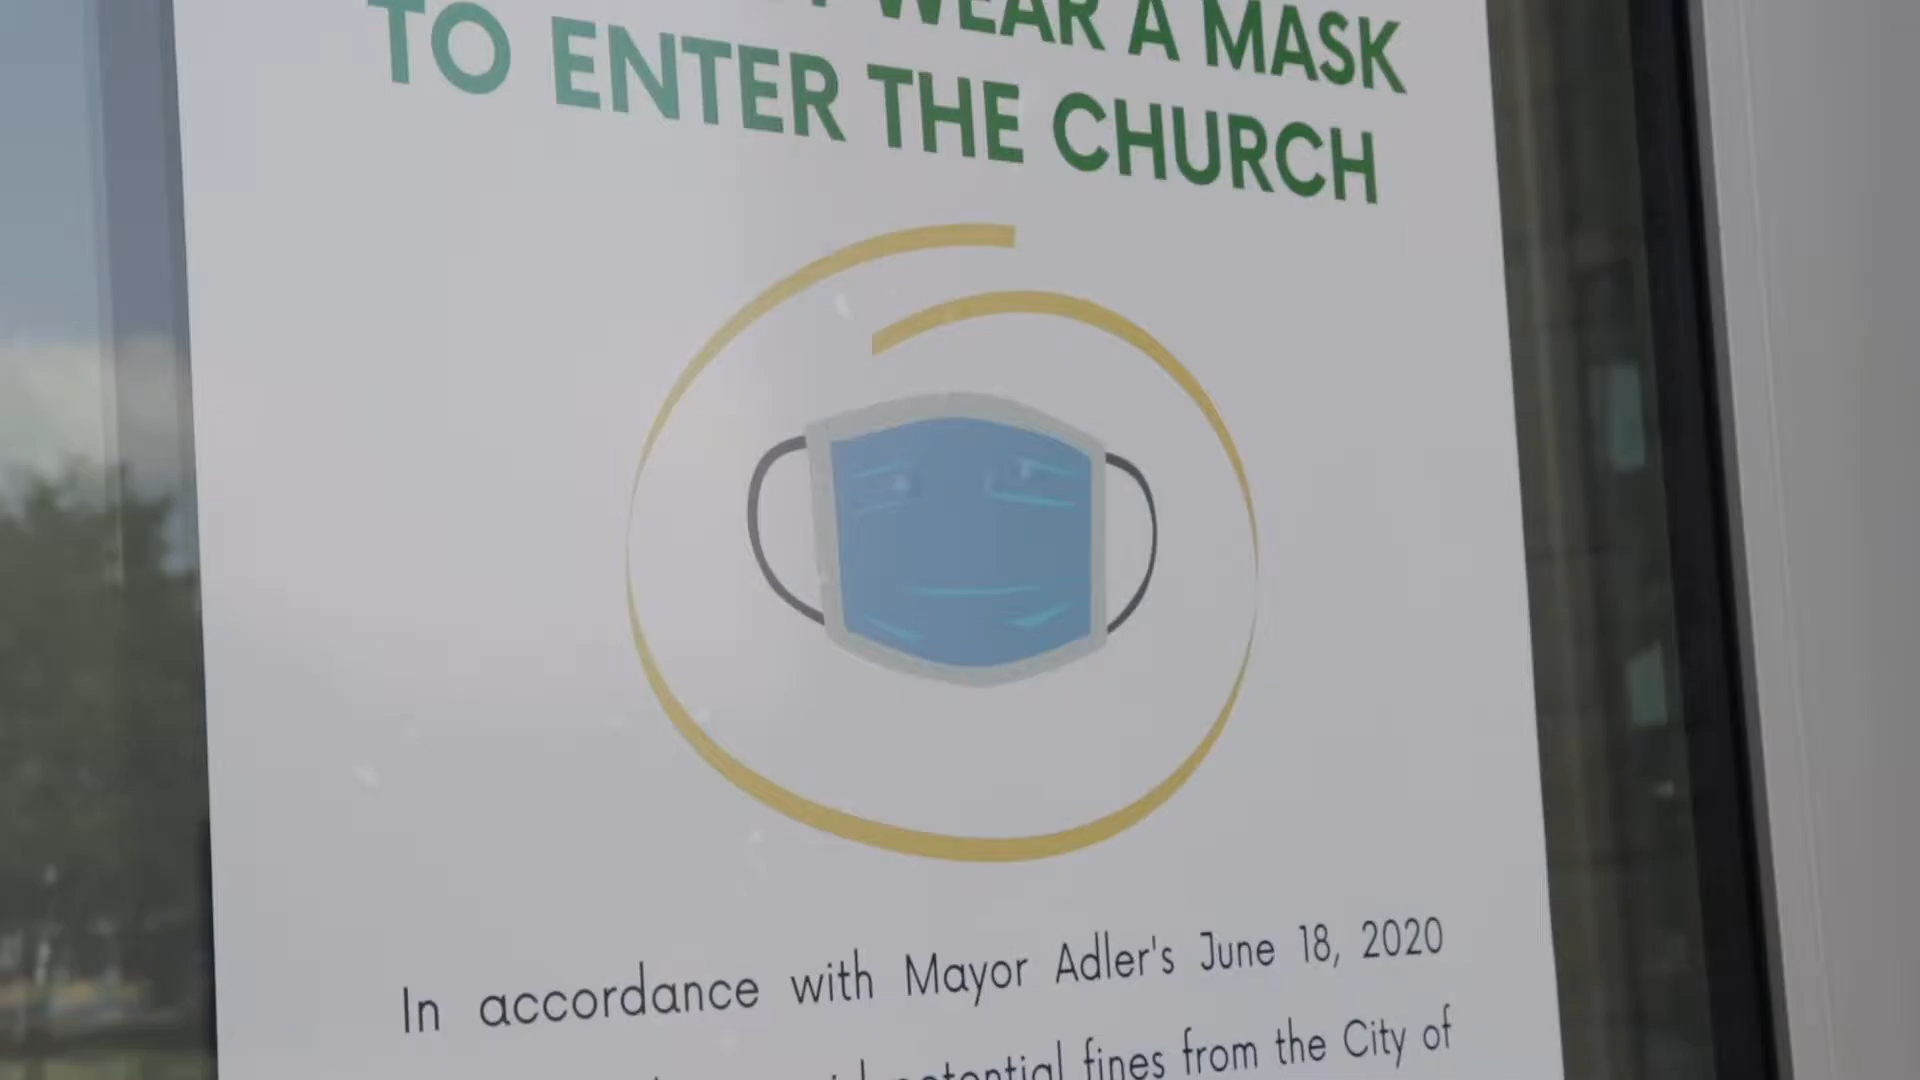 WEAR A MASK
TO ENTER THE CHURCH
In accordance with Mayor Adler's June 18, 2020
potential fines from the City of